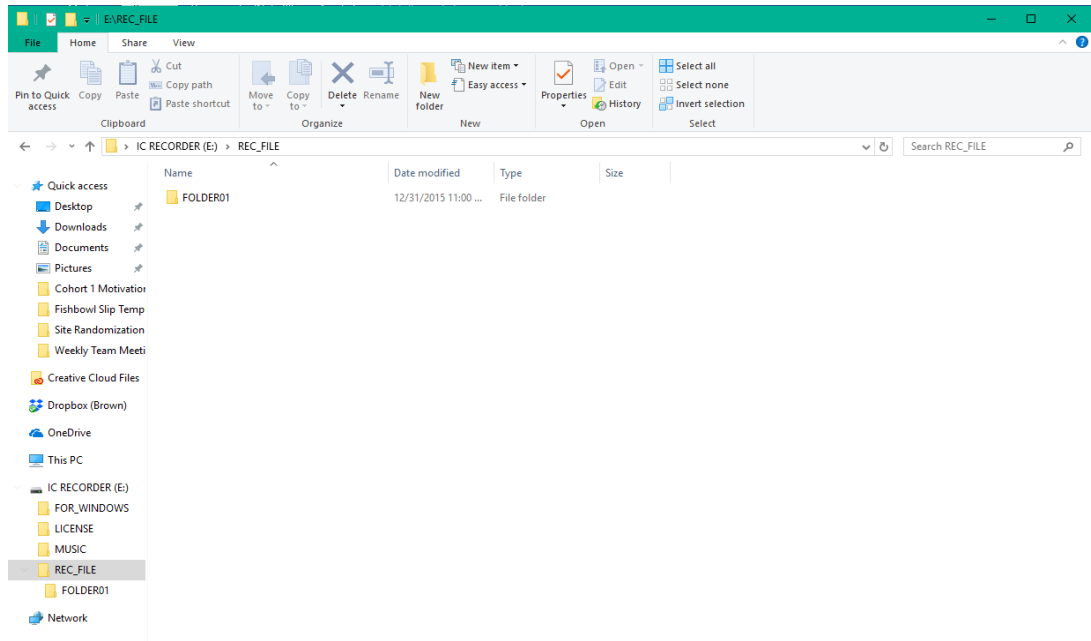 E:\REC_FILE
File Home Share View
Pin to Quick access Copy Paste Cut Copy path Paste shortcut Move to Copy to Delete Rename New folder New item Easy access Properties Open Edit History Select all Select none Invert selection
Clipboard Organize New Open Select
IC RECORDER (E:) REC_FILE Search REC_FILE
Name Date modified Type Size
FOLDER01 12/31/2015 11:00 ... File folder
Quick access
Desktop
Downloads
Documents
Pictures
Cohort 1 Motivation
Fishbowl Slip Temp
Site Randomization
Weekly Team Meeti
Creative Cloud Files
Dropbox (Brown)
OneDrive
This PC
IC RECORDER (E:)
FOR_WINDOWS
LICENSE
MUSIC
REC_FILE
FOLDER01
Network